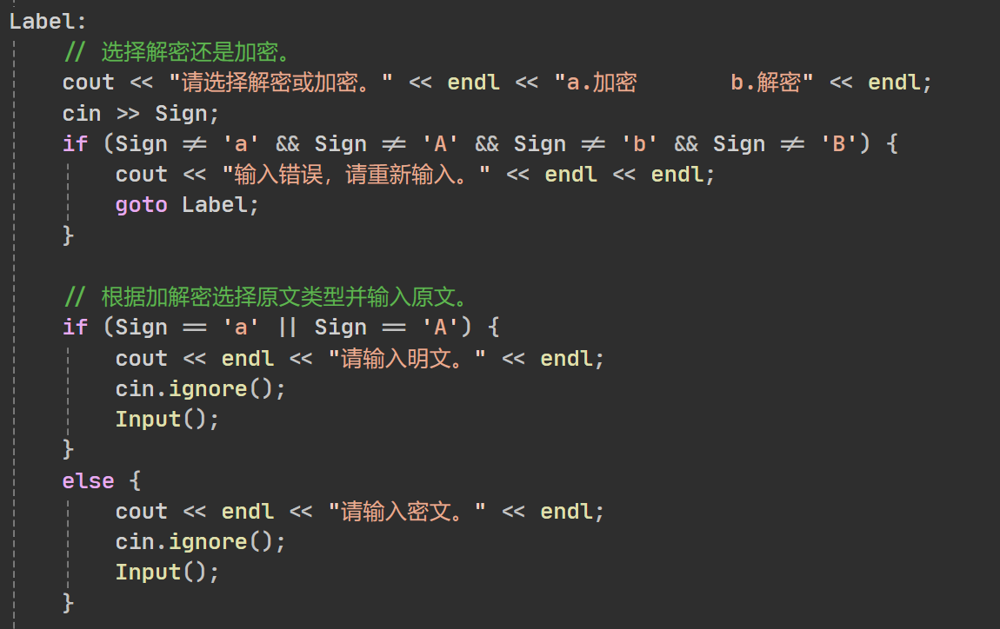 Label:
// 选择解密还是加密。
cout << "请选择解密或加密。" << endl << "a.加密       b.解密" << endl;
cin >> Sign;
if (Sign != 'a' && Sign != 'A' && Sign != 'b' && Sign != 'B') {
cout << "输入错误，请重新输入。" << endl << endl;
goto Label;
}
// 根据加解密选择原文类型并输入原文。
if (Sign == 'a' || Sign == 'A') {
cout << endl << "请输入明文。" << endl;
cin.ignore();
Input();
}
else {
cout << endl << "请输入密文。" << endl;
cin.ignore();
Input();
}